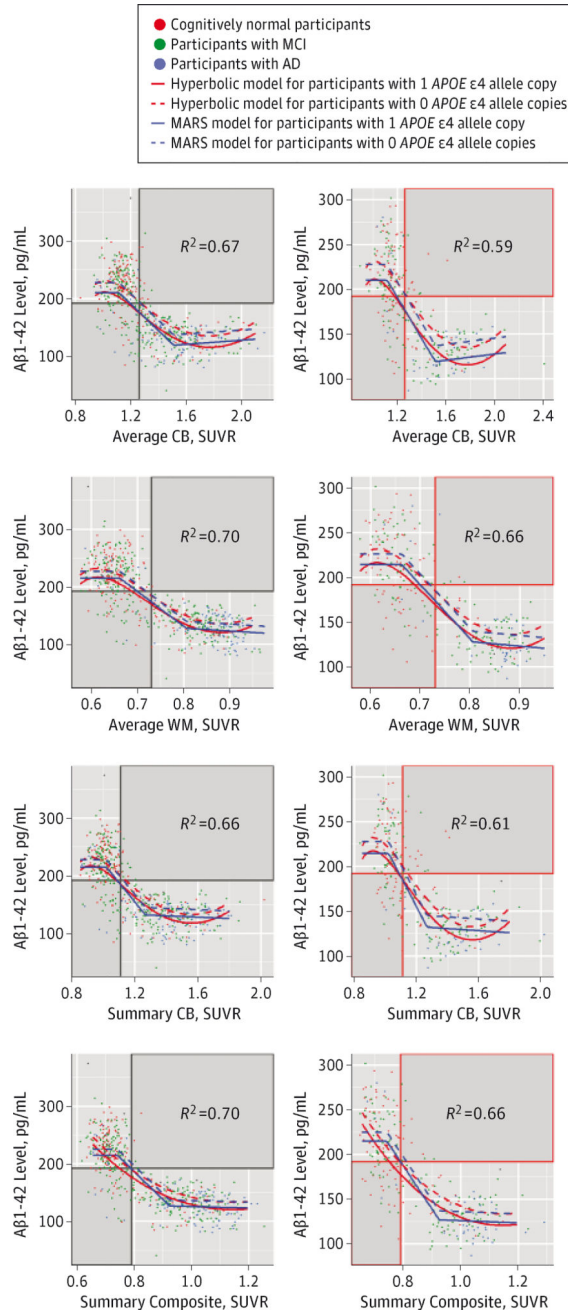 Cognitively normal participants
Participants with MCI
Participants with AD
Hyperbolic model for participants with 1 APOE ε4 allele copy
Hyperbolic model for participants with 0 APOE ε4 allele copies
MARS model for participants with 1 APOE ε4 allele copy
MARS model for participants with 0 APOE ε4 allele copies
Aβ1-42 Level, pg/mL
300
200
100
R²=0.67
0.8 1.2 1.6 2.0
Average CB, SUVR
Aβ1-42 Level, pg/mL
300
250
200
150
100
R²=0.59
1.2 1.6 2.0 2.4
Average CB, SUVR
Aβ1-42 Level, pg/mL
300
200
100
R²=0.70
0.6 0.7 0.8 0.9
Average WM, SUVR
Aβ1-42 Level, pg/mL
300
250
200
150
100
R²=0.66
0.6 0.7 0.8 0.9
Average WM, SUVR
Aβ1-42 Level, pg/mL
300
200
100
R²=0.66
0.8 1.2 1.6 2.0
Summary CB, SUVR
Aβ1-42 Level, pg/mL
300
250
200
150
100
R²=0.61
0.8 1.2 1.6 2.0
Summary CB, SUVR
Aβ1-42 Level, pg/mL
300
200
100
R²=0.70
0.6 0.8 1.0 1.2
Summary Composite, SUVR
Aβ1-42 Level, pg/mL
300
250
200
150
100
R²=0.66
0.6 0.8 1.0 1.2
Summary Composite, SUVR